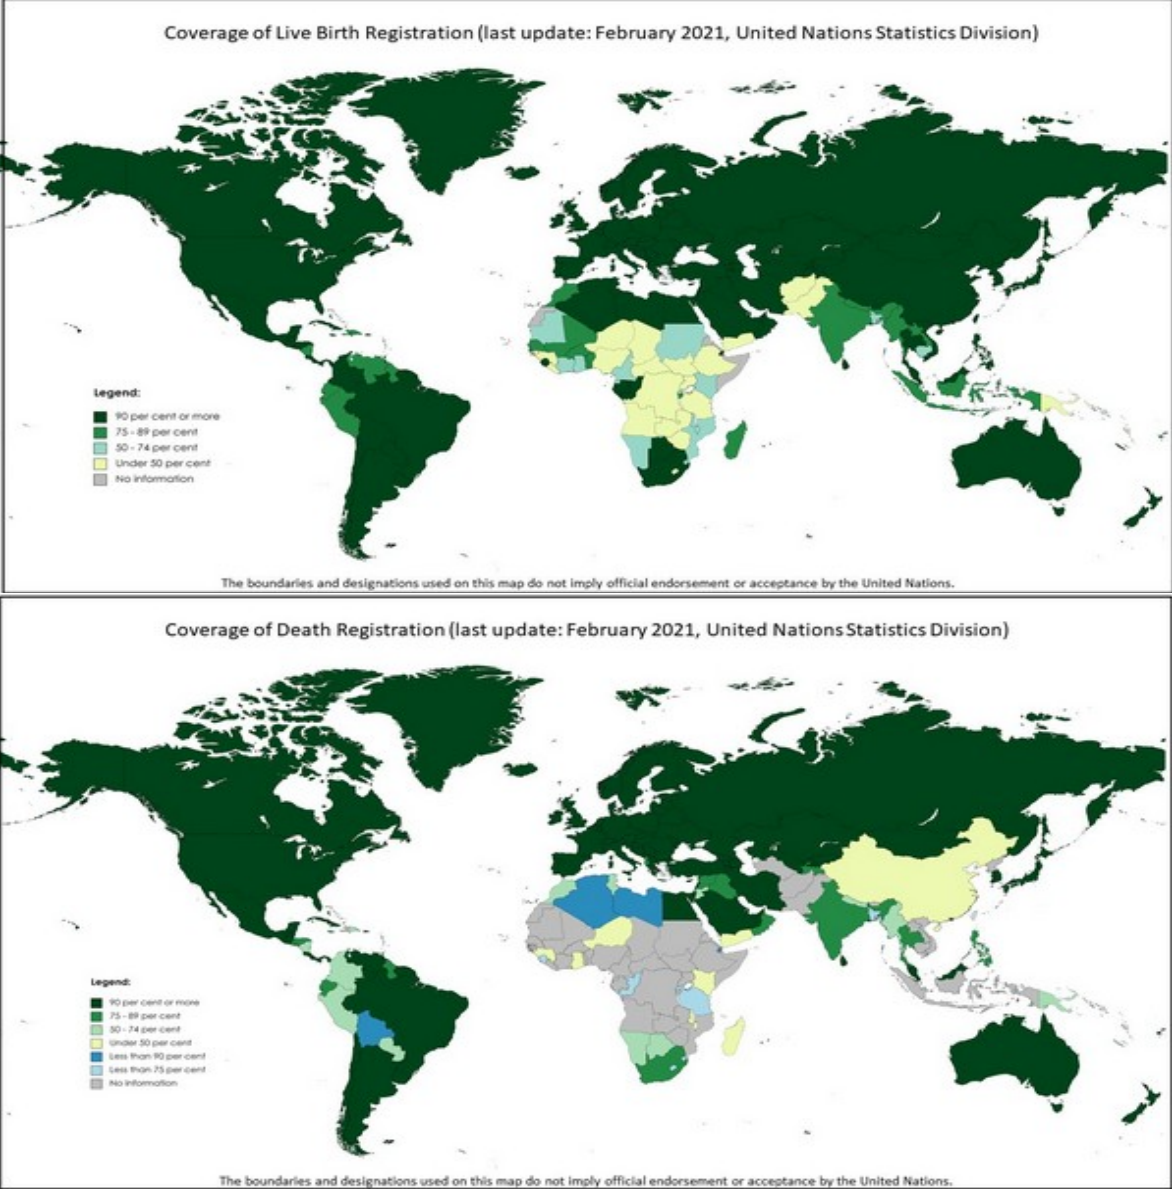 Coverage of Live Birth Registration (last update: February 2021, United Nations Statistics Division)
Legend:
90 per cent or more
75 - 89 per cent
50 - 74 per cent
Under 50 per cent
No information
The boundaries and designations used on this map do not imply official endorsement or acceptance by the United Nations.
Coverage of Death Registration (last update: February 2021, United Nations Statistics Division)
Legend:
90 per cent or more
75 - 89 per cent
50 - 74 per cent
Under 50 per cent
Less than 90 per cent
Less than 75 per cent
No information
The boundaries and designations used on this map do not imply official endorsement or acceptance by the United Nations.